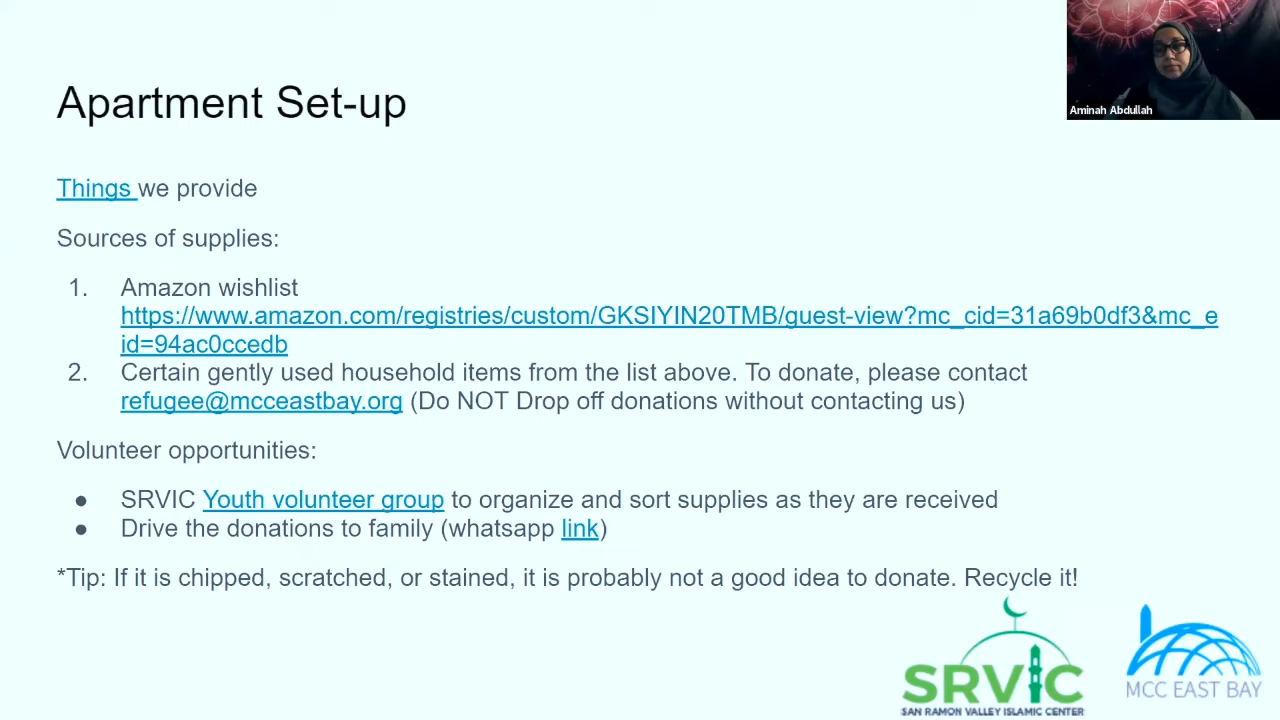 Aminah Abdullah
Apartment Set-up
Things we provide
Sources of supplies:
1. Amazon wishlist
https://www.amazon.com/registries/custom/GKSIYIN20TMB/guest-view?mc_cid=31a69b0df3&mc_e
id=94ac0ccedb
2. Certain gently used household items from the list above. To donate, please contact
refugee@mcceastbay.org (Do NOT Drop off donations without contacting us)
Volunteer opportunities:
● SRVIC Youth volunteer group to organize and sort supplies as they are received
● Drive the donations to family (whatsapp link)
*Tip: If it is chipped, scratched, or stained, it is probably not a good idea to donate. Recycle it!
SRVIC
SAN RAMON VALLEY ISLAMIC CENTER
MCC EAST BAY